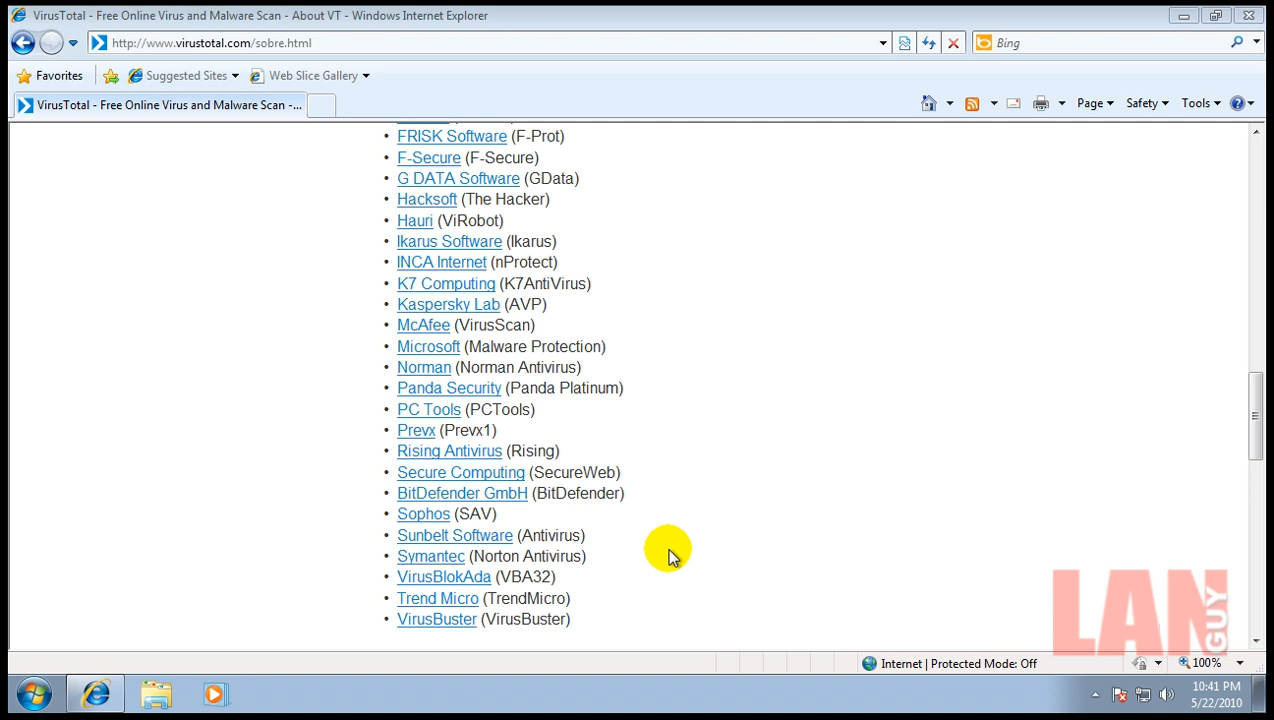 VirusTotal - Free Online Virus and Malware Scan - About VT - Windows Internet Explorer
http://www.virustotal.com/sobre.html
Bing
Favorites Suggested Sites Web Slice Gallery
VirusTotal - Free Online Virus and Malware Scan -... Page Safety Tools
• FRISK Software (F-Prot)
• F-Secure (F-Secure)
• G DATA Software (GData)
• Hacksoft (The Hacker)
• Hauri (ViRobot)
• Ikarus Software (Ikarus)
• INCA Internet (nProtect)
• K7 Computing (K7AntiVirus)
• Kaspersky Lab (AVP)
• McAfee (VirusScan)
• Microsoft (Malware Protection)
• Norman (Norman Antivirus)
• Panda Security (Panda Platinum)
• PC Tools (PCTools)
• Prevx (Prevx1)
• Rising Antivirus (Rising)
• Secure Computing (SecureWeb)
• BitDefender GmbH (BitDefender)
• Sophos (SAV)
• Sunbelt Software (Antivirus)
• Symantec (Norton Antivirus)
• VirusBlokAda (VBA32)
• Trend Micro (TrendMicro)
• VirusBuster (VirusBuster)
LAN GUY
Internet | Protected Mode: Off 100%
10:41 PM
5/22/2010